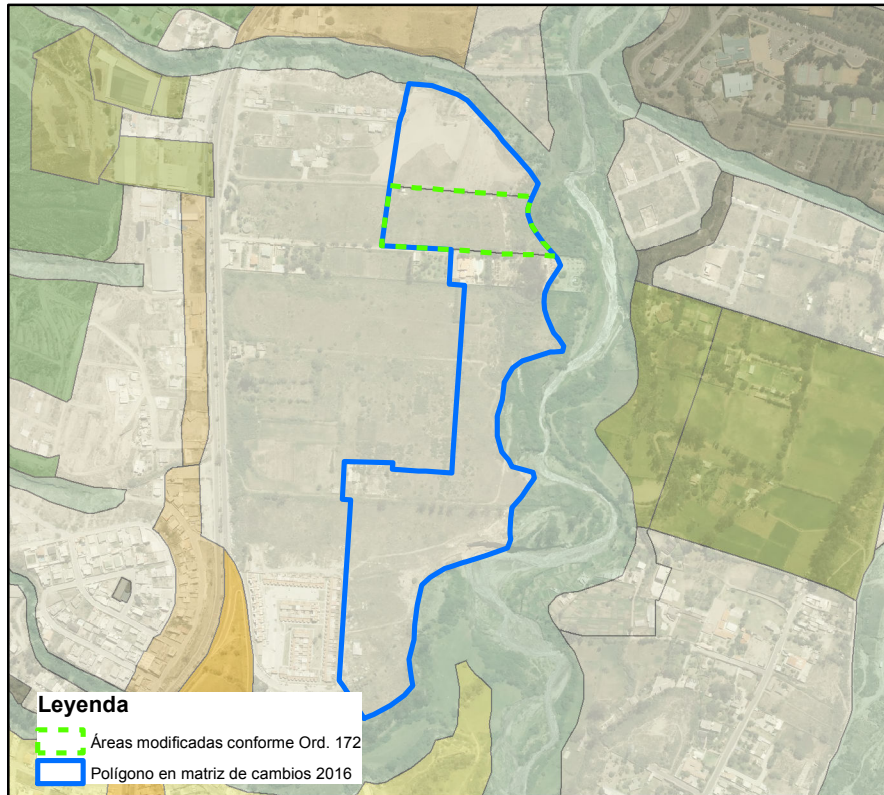 Leyenda
Áreas modificadas conforme Ord. 172
Polígono en matriz de cambios 2016